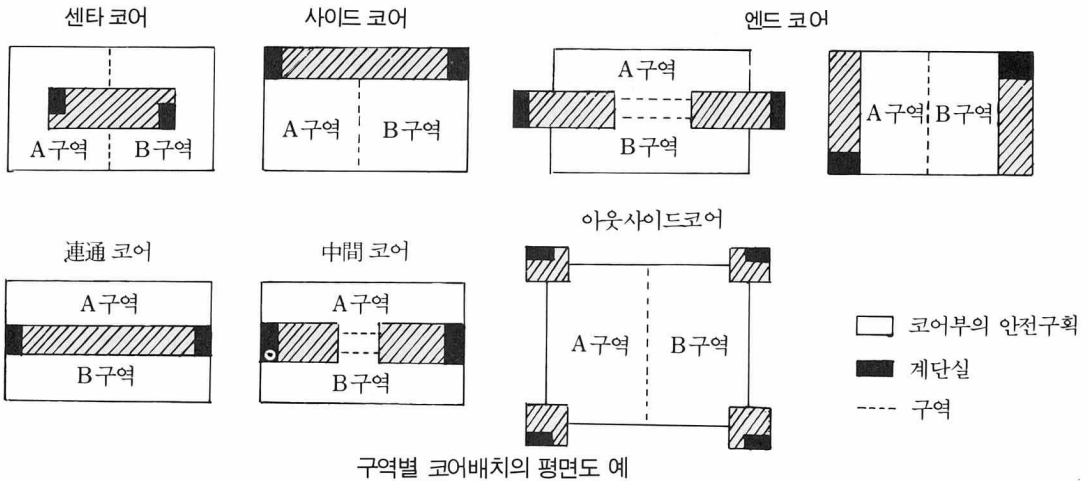 센타 코어
사이드 코어
엔드 코어
A구역 B구역
A구역 B구역
A구역
B구역
A구역 B구역
連通 코어
中間 코어
아웃사이드코어
A구역
B구역
A구역
B구역
A구역 B구역
코어부의 안전구획
계단실
구역
구역별 코어배치의 평면도 예